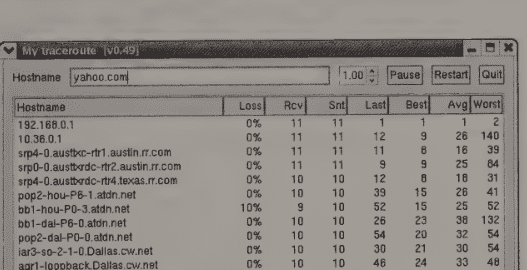 My traceroute [v0.49]
Hostname yahoo.com 1.00 Pause Restart Quit
Hostname Loss Rcv Snt Last Best Avg Worst
192.168.0.1 0% 11 11 1 1 1 2
10.38.0.1 0% 11 11 12 9 26 140
srp4-0.austtxrc-rtr1.austin.rr.com 0% 11 11 11 8 16 39
srp0-0.austtxrdc-rtr2.austin.rr.com 0% 11 11 9 9 25 84
srp4-0.austtxrdc-rtr4.texas.rr.com 0% 10 10 12 8 18 31
pop2-hou-P6-1.atdn.net 0% 10 10 39 15 26 41
bb1-hou-P0-3.atdn.net 10% 9 10 52 15 25 52
bb1-dal-P6-0.atdn.net 0% 10 10 26 23 38 132
pop2-dal-P0-0.atdn.net 0% 10 10 54 20 32 54
iar3-so-2-1-0.Dallas.cw.net 0% 10 10 30 21 30 54
agr1-loopback.Dallas.cw.net 0% 10 10 46 24 33 48